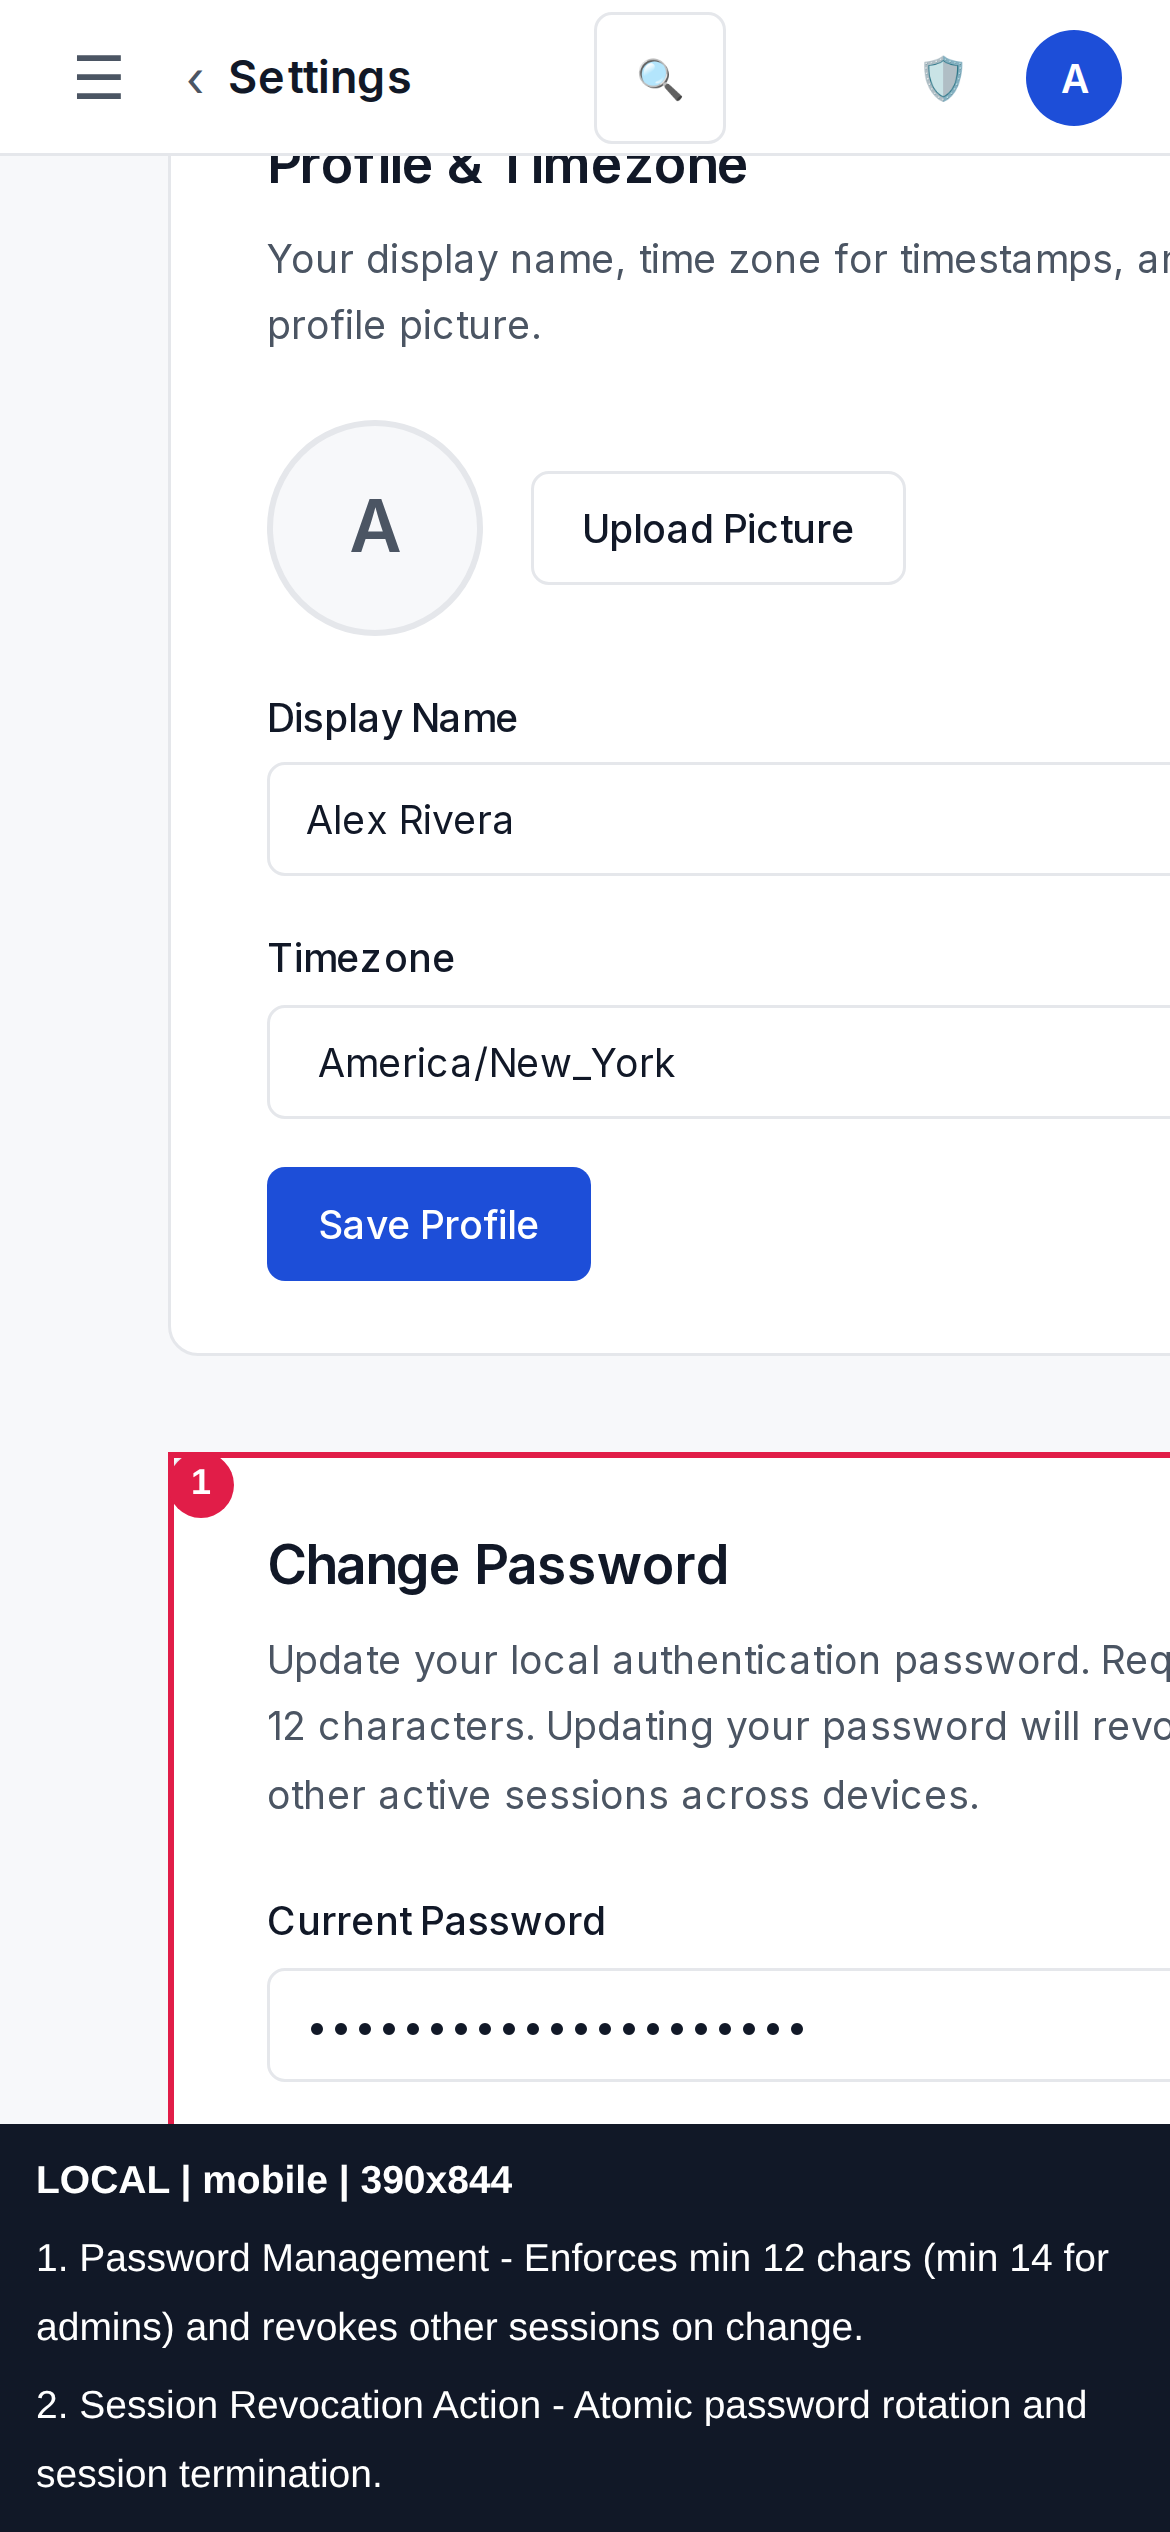 ☰ ‹ Settings 🔍 🛡️ A
Profile & Timezone
Your display name, time zone for timestamps,
profile picture.
A
Upload Picture
Display Name
Alex Rivera
Timezone
America/New_York
Save Profile
1
Change Password
Update your local authentication password.
12 characters. Updating your password will
other active sessions across devices.
Current Password
•••••••••••••••••••••
LOCAL | mobile | 390x844
1. Password Management - Enforces min 12 chars (min 14 for
admins) and revokes other sessions on change.
2. Session Revocation Action - Atomic password rotation and
session termination.